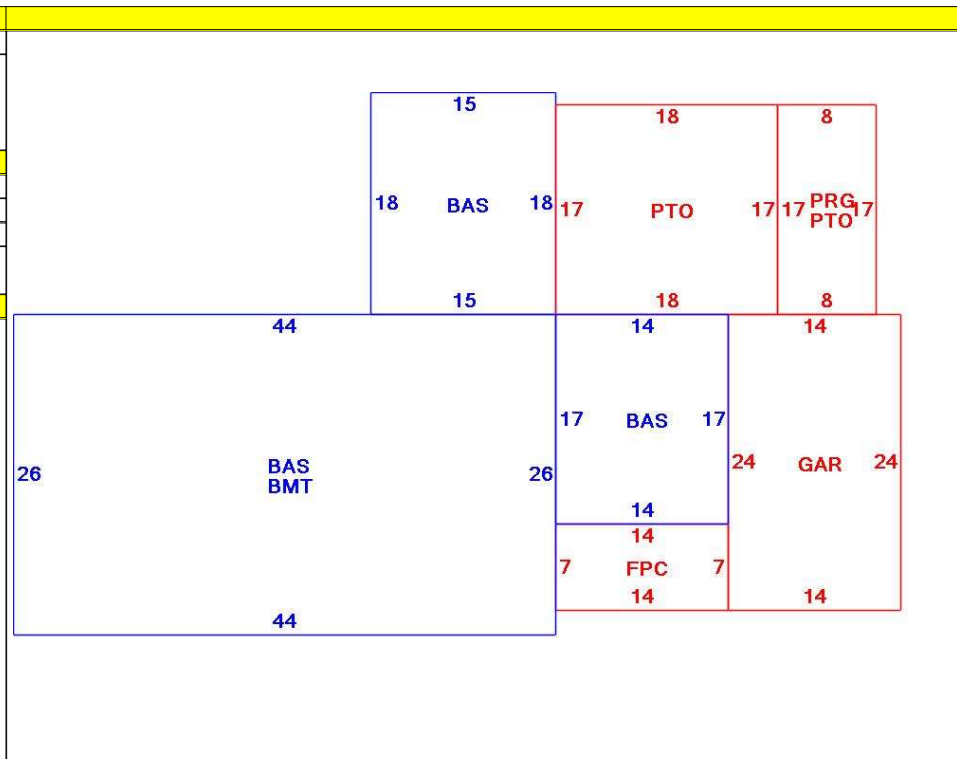 15
18 8
18 BAS 18
17 PTO 17
17 PRG 17
PTO
15 18 8
44 14 14
17 BAS 17
26 BAS 26
BMT
24 GAR 24
14
14
7 FPC 7
14 14
44